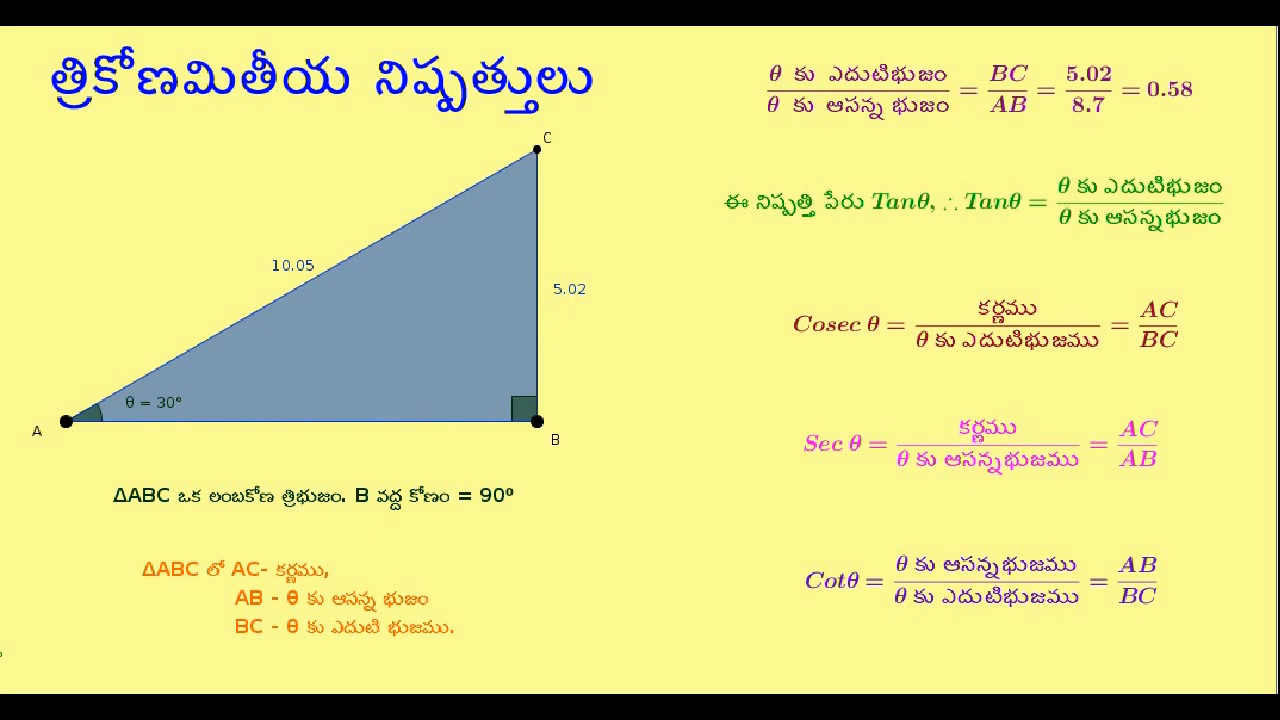 త్రికోణమితీయ నిష్పత్తులు
C
10.05
5.02
θ = 30°
A
B
ΔABC ఒక లంబకోణ త్రిభుజం. B వద్ద కోణం = 90º
ΔABC లో AC- కర్ణము,
AB - θ కు ఆసన్న భుజం
BC - θ కు ఎదుటి భుజము.
θ కు ఎదుటిభుజం / θ కు ఆసన్న భుజం = BC / AB = 5.02 / 8.7 = 0.58
ఈ నిష్పత్తి పేరు Tanθ, ∴ Tanθ = θ కు ఎదుటిభుజం / θ కు ఆసన్నభుజం
Cosec θ = కర్ణము / θ కు ఎదుటిభుజము = AC / BC
Sec θ = కర్ణము / θ కు ఆసన్నభుజము = AC / AB
Cotθ = θ కు ఆసన్నభుజము / θ కు ఎదుటిభుజము = AB / BC